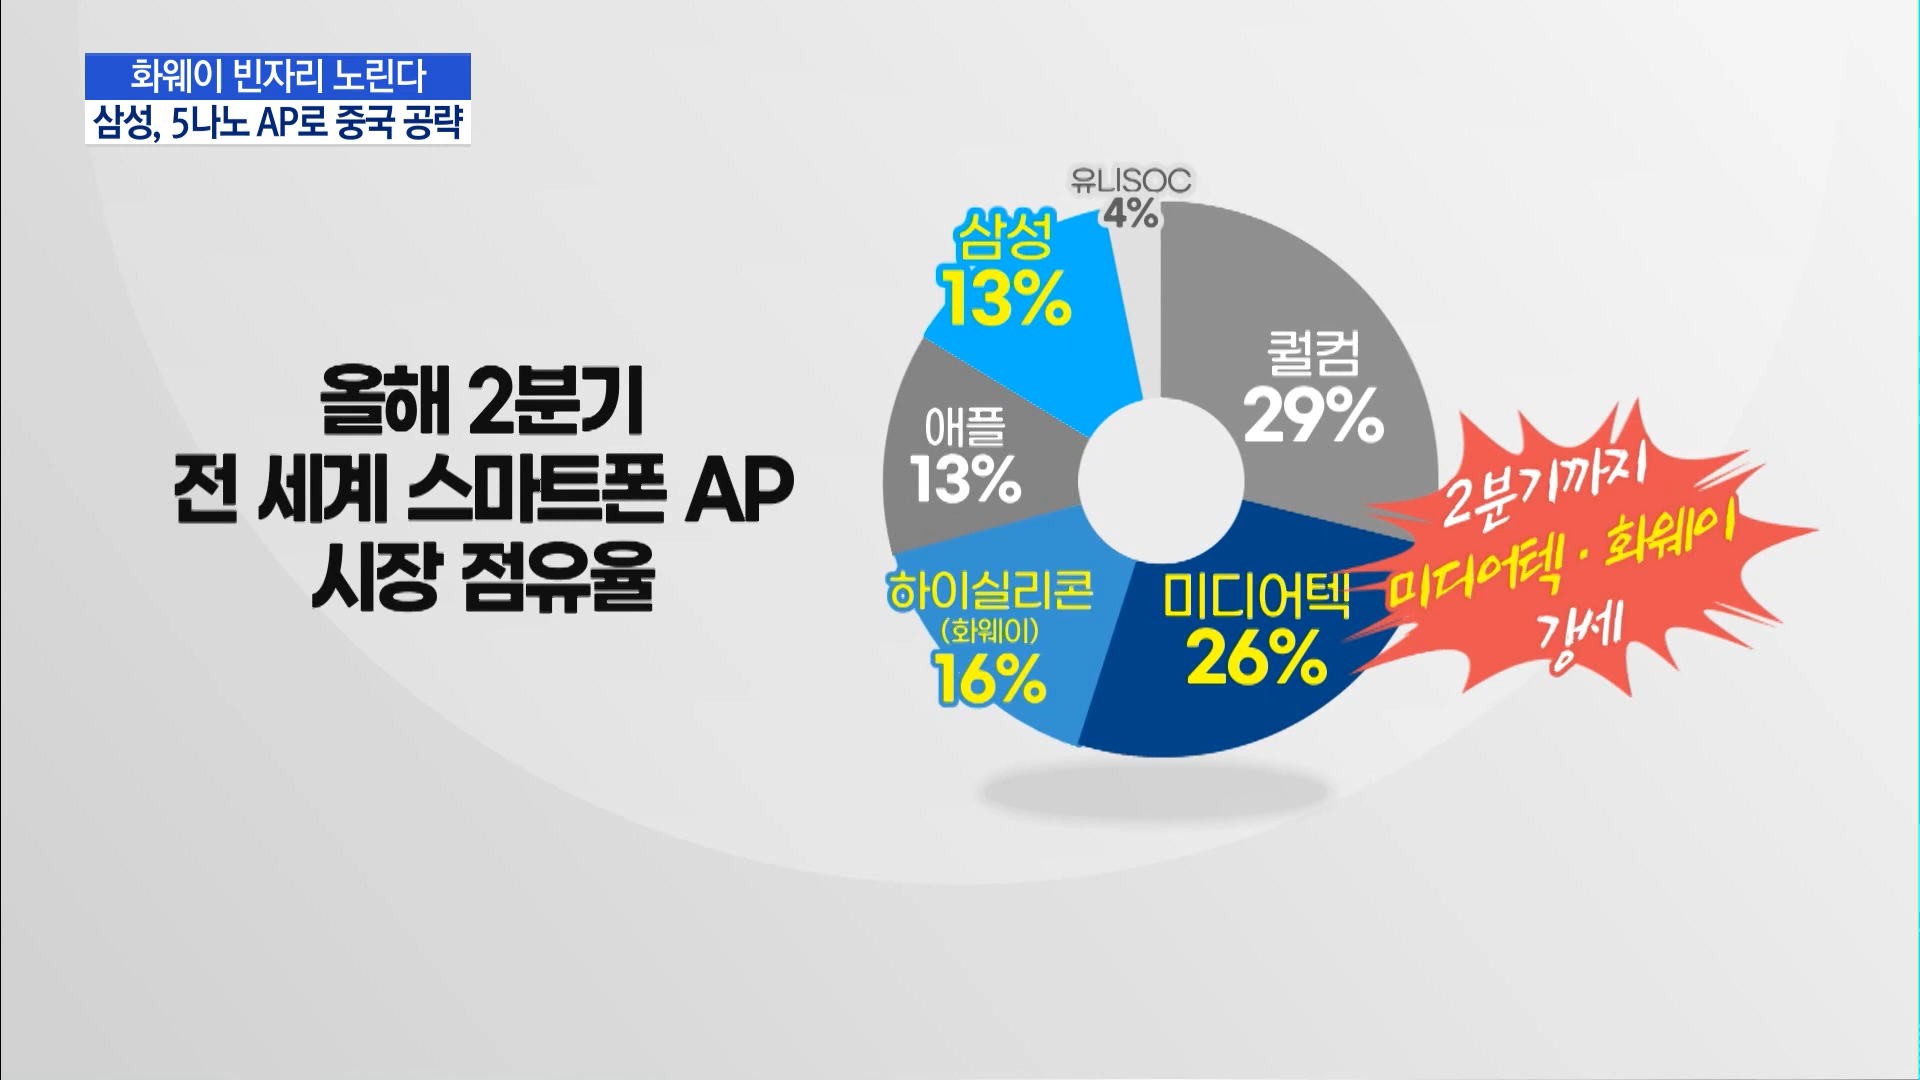 화웨이 빈자리 노린다
삼성, 5나노 AP로 중국 공략
올해 2분기
전 세계 스마트폰 AP
시장 점유율
유니SOC
4%
삼성
13%
퀄컴
29%
애플
13%
하이실리콘
(화웨이)
16%
미디어텍
26%
2분기까지
미디어텍·화웨이
강세